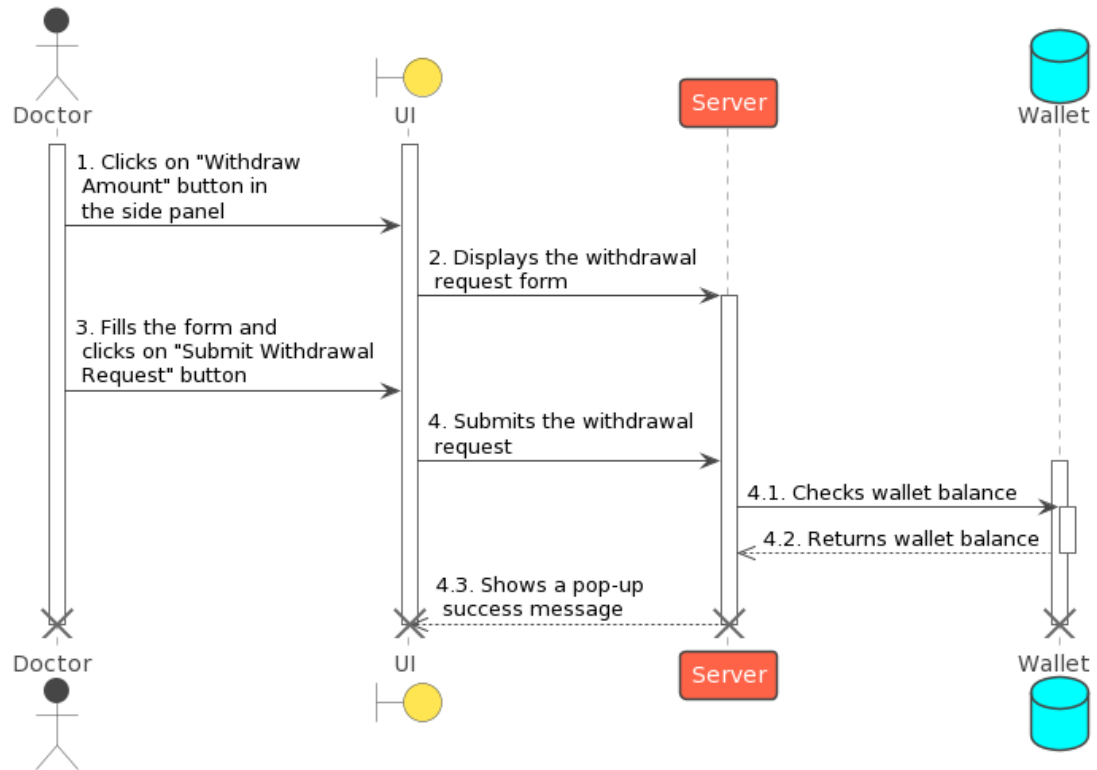 Doctor
UI
Server
Wallet
1. Clicks on "Withdraw
Amount" button in
the side panel
2. Displays the withdrawal
request form
3. Fills the form and
clicks on "Submit Withdrawal
Request" button
4. Submits the withdrawal
request
4.1. Checks wallet balance
4.2. Returns wallet balance
4.3. Shows a pop-up
success message
Doctor
UI
Server
Wallet